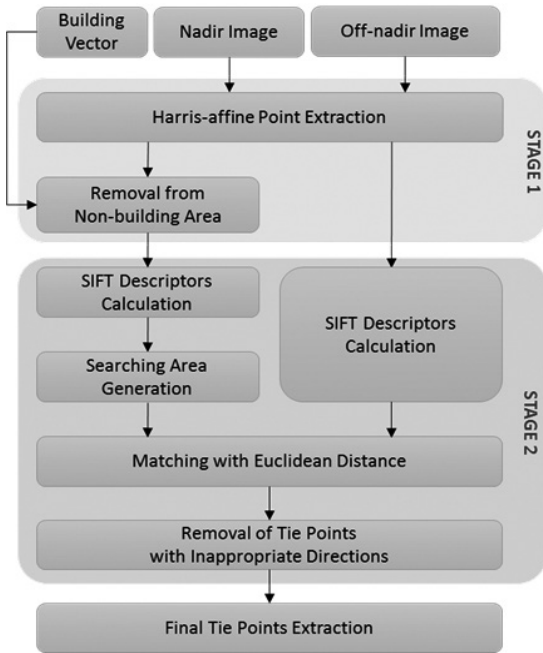 Building
Vector
Nadir Image
Off-nadir Image
Harris-affine Point Extraction
Removal from
Non-building Area
STAGE 1
SIFT Descriptors
Calculation
Searching Area
Generation
SIFT Descriptors
Calculation
Matching with Euclidean Distance
Removal of Tie Points
with Inappropriate Directions
STAGE 2
Final Tie Points Extraction